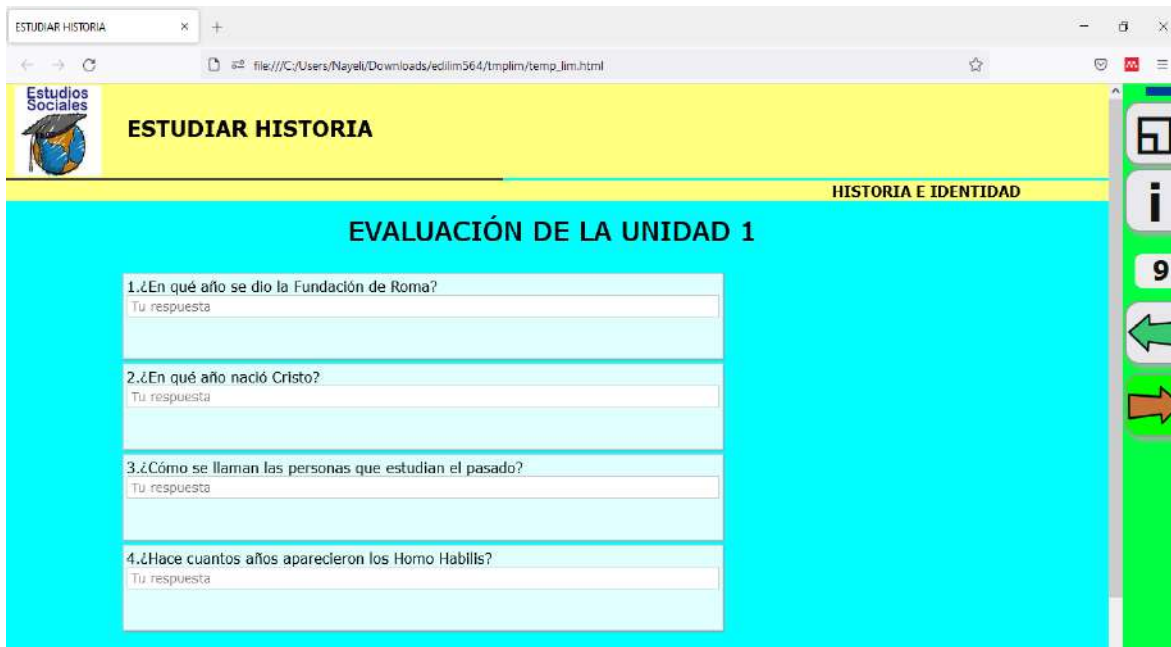 ESTUDIAR HISTORIA
file:///C:/Users/Nayeli/Downloads/edilim564/tmplim/temp_lim.html
Estudios
Sociales
ESTUDIAR HISTORIA
HISTORIA E IDENTIDAD
EVALUACIÓN DE LA UNIDAD 1
1.¿En qué año se dio la Fundación de Roma?
Tu respuesta
2.¿En qué año nació Cristo?
Tu respuesta
3.¿Cómo se llaman las personas que estudian el pasado?
Tu respuesta
4.¿Hace cuantos años aparecieron los Homo Habilis?
Tu respuesta
i
9